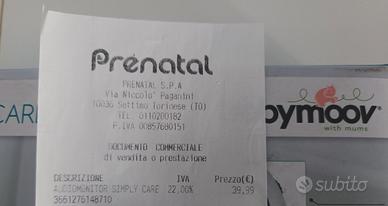 Prénatal
PRENATAL S.P.A
Via Niccolo' Paganini
10036 Settimo Torinese (TO)
TEL. 0110200182
P.IVA 00857680151
DOCUMENTO COMMERCIALE
di vendita o prestazione
DESCRIZIONE IVA Prezzo(€)
AUDIOMONITOR SIMPLY CARE 22,00% 39,99
3661276148710
CARE
bymoov
with mums
subito